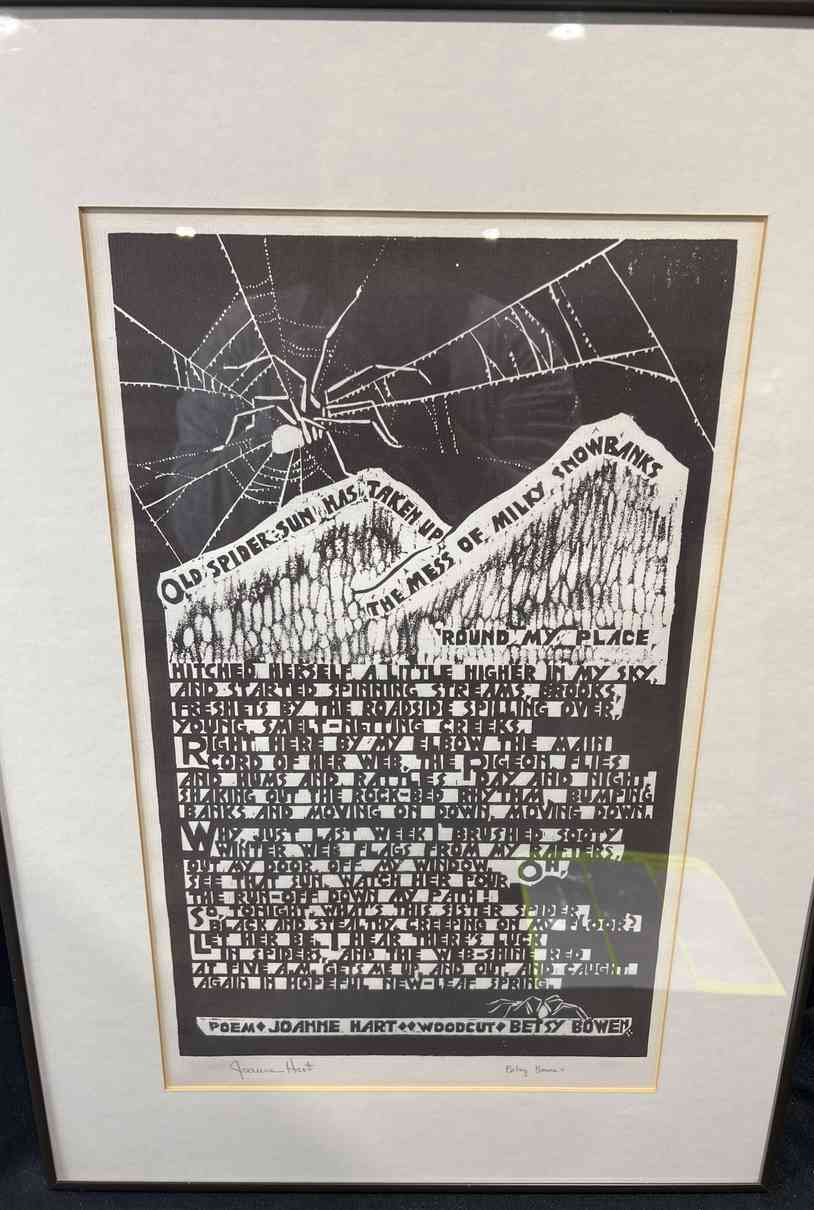 OLD SPIDER-SUN HAS TAKEN UP
THE MESS OF MILKY SNOWBANKS
'ROUND MY PLACE,
HITCHED HERSELF A LITTLE HIGHER IN MY SKY,
AND STARTED SPINNING STREAMS, BROOKS,
FRESHETS BY THE ROADSIDE SPILLING OVER,
YOUNG, SMELT-NETTING CREEKS.
RIGHT HERE BY MY ELBOW THE MAIN
CORD OF HER WEB, THE PIGEON, FLIES
AND HUMS AND RATTLES DAY AND NIGHT,
SHAKING OUT THE ROCK-BED RHYTHM, BUMPING
BANKS AND MOVING ON DOWN, MOVING DOWN.
WHY, JUST LAST WEEK I BRUSHED SOOTY
WINTER WEB FLAGS FROM MY RAFTERS,
OUT MY DOOR, OFF MY WINDOW. OH,
SEE THAT SUN, WATCH HER POUR
THE RUN-OFF DOWN MY PATH!
SO, TONIGHT, WHAT'S THIS SISTER SPIDER,
BLACK AND STEALTHY, CREEPING ON MY FLOOR?
LET HER BE. I HEAR THERE'S LUCK
IN SPIDERS, AND THE WEB-SHINE RED
AT FIVE A.M. GETS ME UP, AND OUT, AND CAUGHT
AGAIN IN HOPEFUL, NEW-LEAF SPRING.
POEM JOANNE HART WOODCUT BETSY BOWEN
Joanne Hart Betsy Bowen